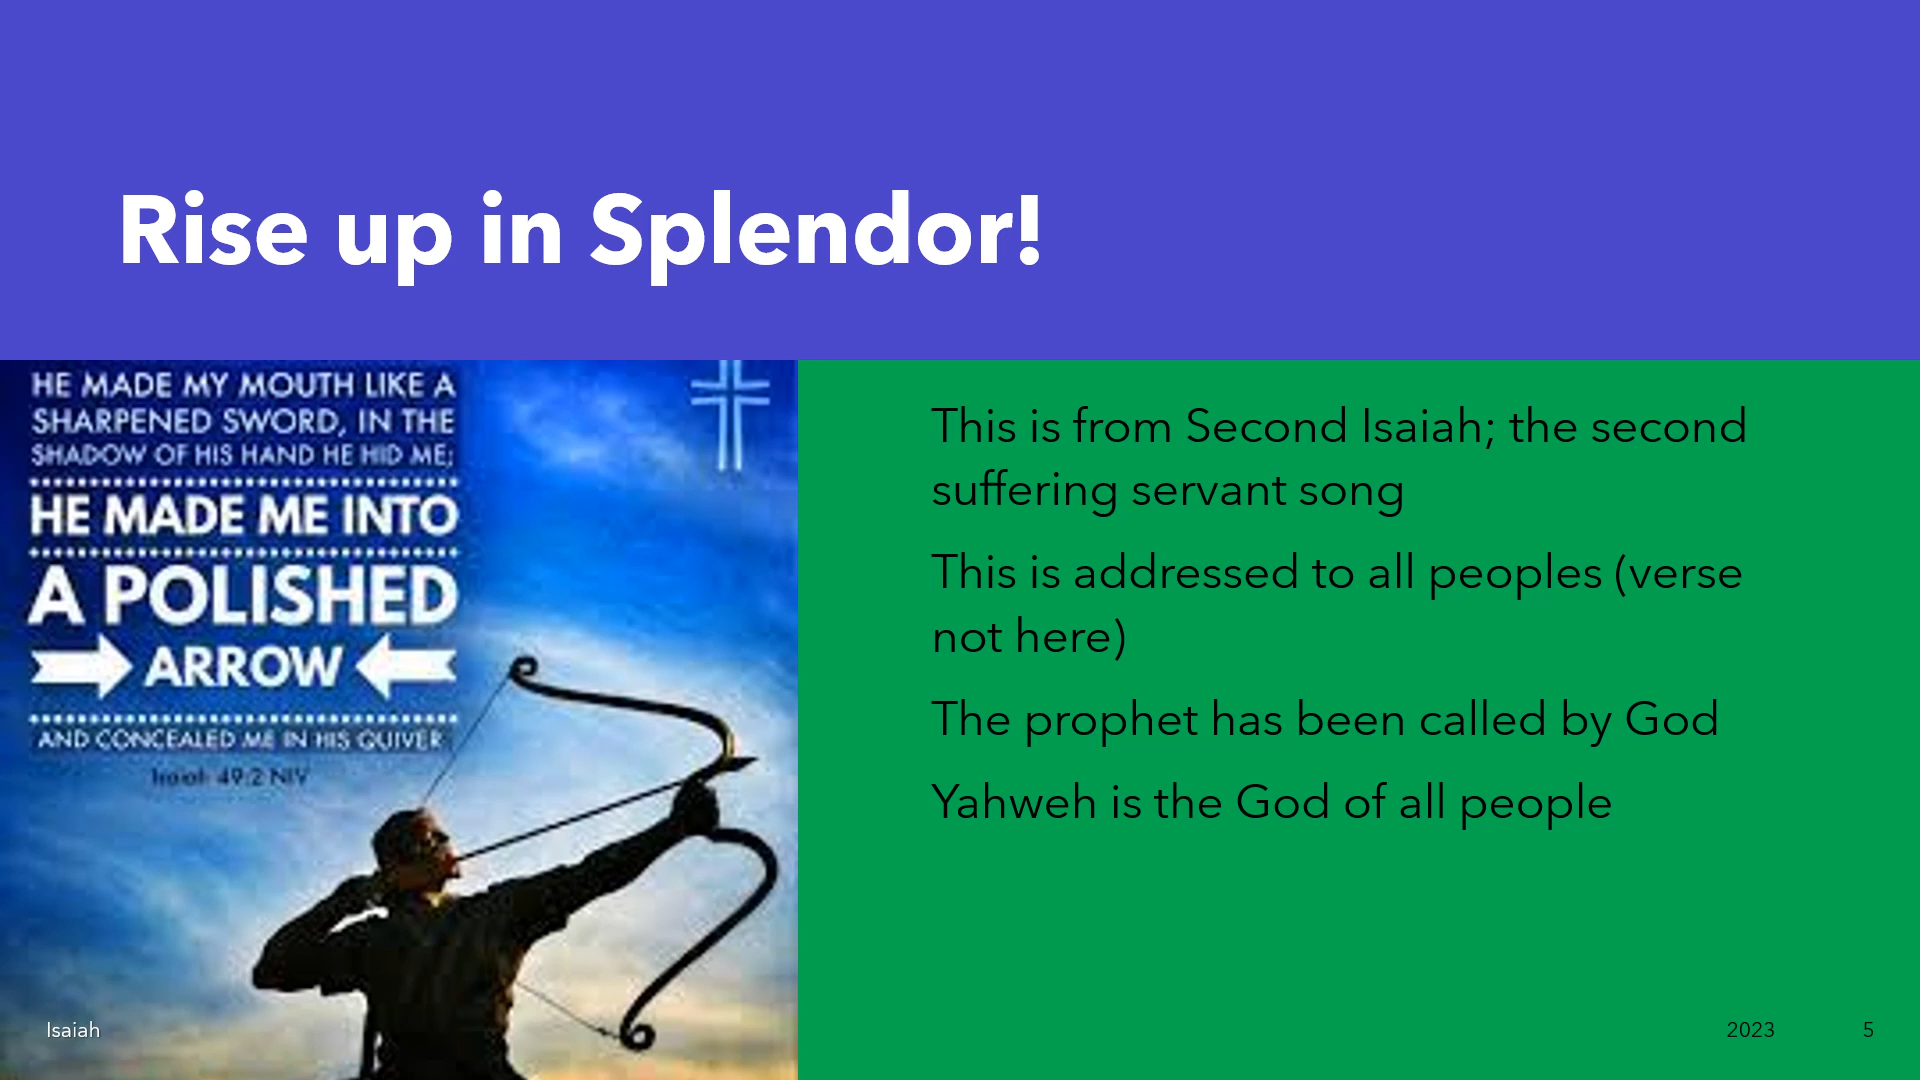 Rise up in Splendor!
HE MADE MY MOUTH LIKE A
SHARPENED SWORD, IN THE
SHADOW OF HIS HAND HE HID ME;
HE MADE ME INTO
A POLISHED
ARROW
AND CONCEALED ME IN HIS QUIVER
Isaiah 49:2 NIV
This is from Second Isaiah; the second
suffering servant song
This is addressed to all peoples (verse
not here)
The prophet has been called by God
Yahweh is the God of all people
Isaiah
2023
5